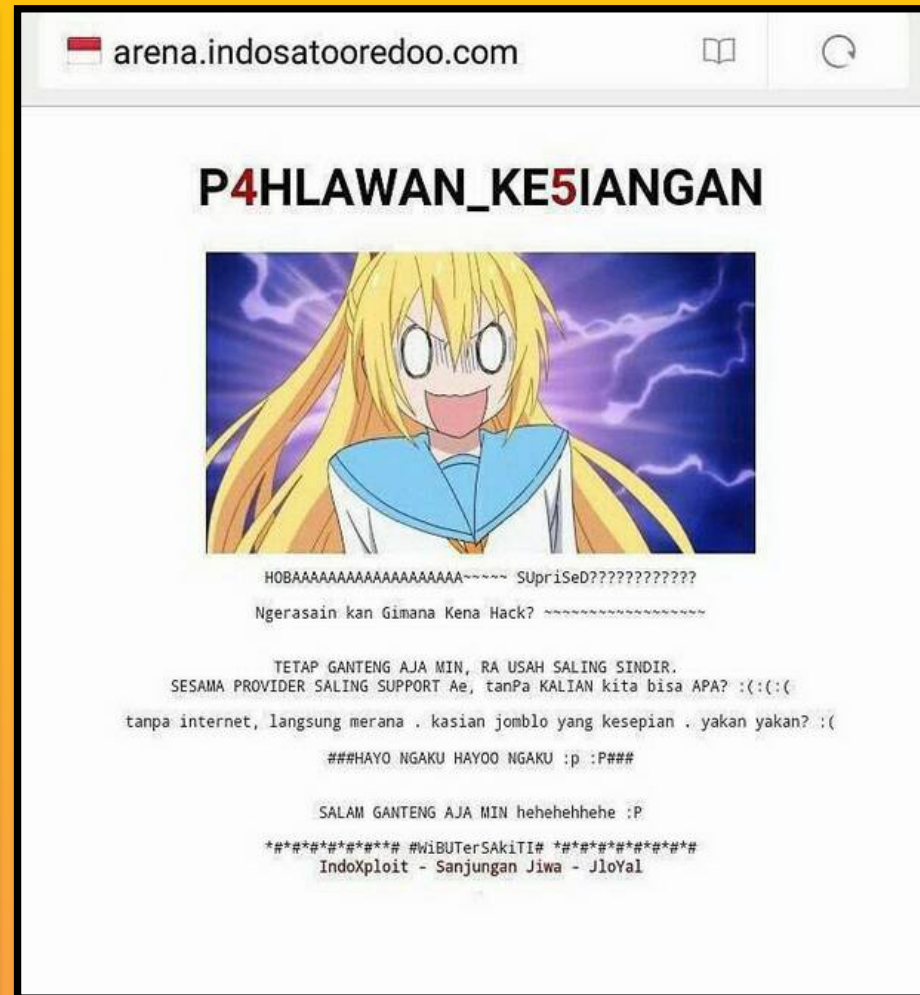 arena.indosatooredoo.com
P4HLAWAN_KE5IANGAN
HOBAAAAAAAAAAAAAAAAAAA~~~~~ SUpriSeD????????????
Ngerasain kan Gimana Kena Hack? ~~~~~~~~~~~~~~~~~~
TETAP GANTENG AJA MIN, RA USAH SALING SINDIR.
SESAMA PROVIDER SALING SUPPORT Ae, tanPa KALIAN kita bisa APA? :(:(:(
tanpa internet, langsung merana . kasian jomblo yang kesepian . yakan yakan? :(
###HAYO NGAKU HAYOO NGAKU :p :P###
SALAM GANTENG AJA MIN hehehehhehe :P
*#*#*#*#*#*#**# #WiBUTerSAkiTI# *#*#*#*#*#*#*#*#
IndoXploit - Sanjungan Jiwa - JloYal